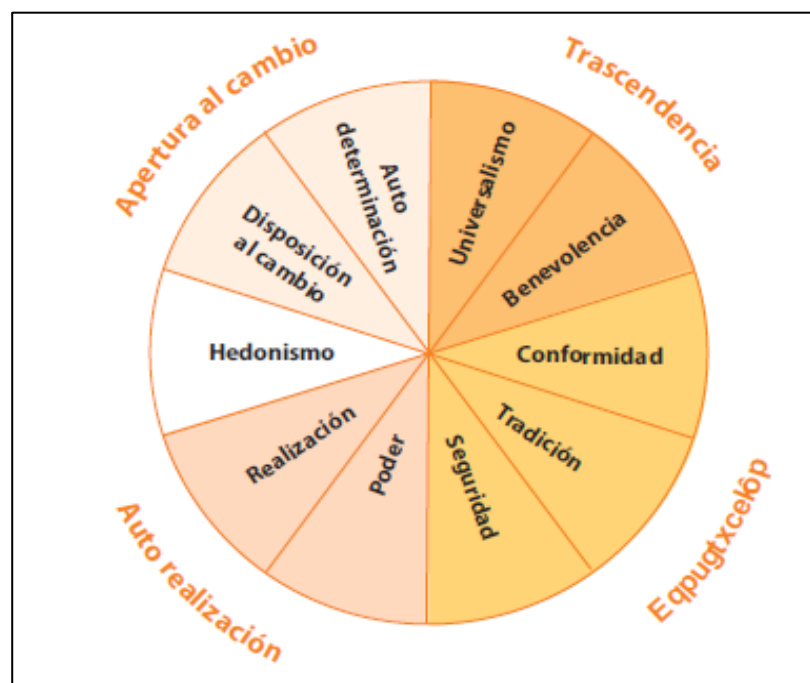 Apertura al cambio
Trascendencia
Auto
determinación
Universalismo
Disposición
al cambio
Benevolencia
Hedonismo
Conformidad
Realización
Tradición
Poder
Seguridad
Auto realización
Eqpugtxcekôp